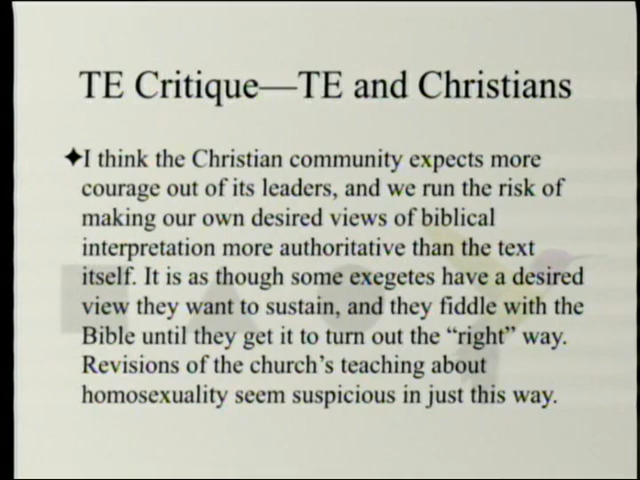 TE Critique—TE and Christians
✦I think the Christian community expects more
courage out of its leaders, and we run the risk of
making our own desired views of biblical
interpretation more authoritative than the text
itself. It is as though some exegetes have a desired
view they want to sustain, and they fiddle with the
Bible until they get it to turn out the “right” way.
Revisions of the church’s teaching about
homosexuality seem suspicious in just this way.